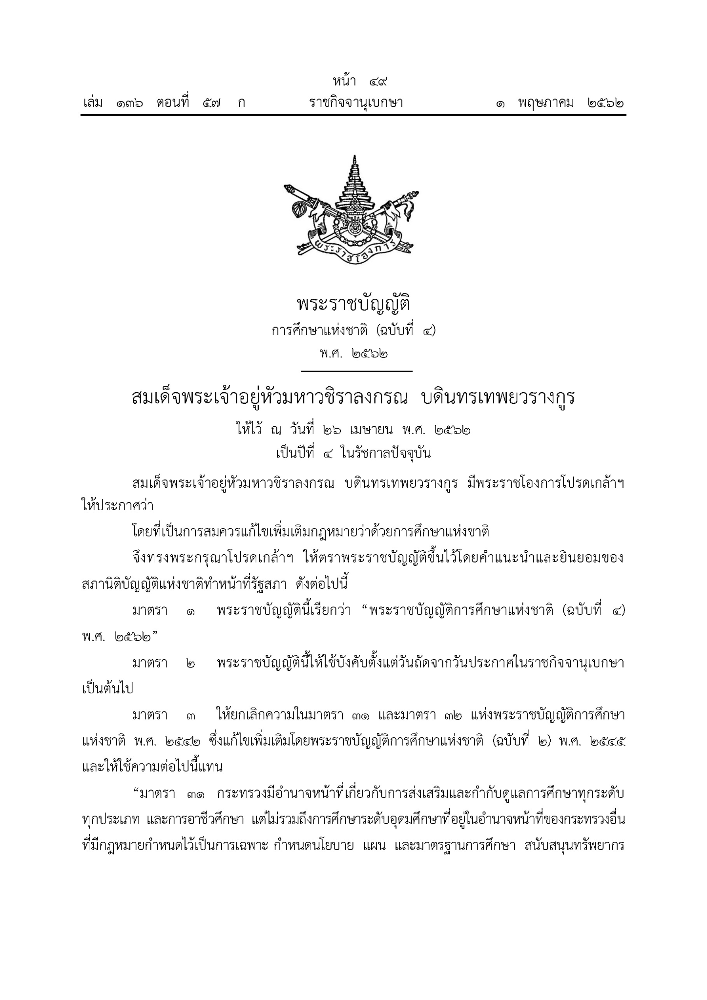 หน้า ๔๙
เล่ม ๑๓๖ ตอนที่ ๕๗ ก ราชกิจจานุเบกษา ๑ พฤษภาคม ๒๕๖๒
พระราชโองการ
พระราชบัญญัติ
การศึกษาแห่งชาติ (ฉบับที่ ๔)
พ.ศ. ๒๕๖๒
สมเด็จพระเจ้าอยู่หัวมหาวชิราลงกรณ บดินทรเทพยวรางกูร
ให้ไว้ ณ วันที่ ๒๖ เมษายน พ.ศ. ๒๕๖๒
เป็นปีที่ ๔ ในรัชกาลปัจจุบัน
สมเด็จพระเจ้าอยู่หัวมหาวชิราลงกรณ บดินทรเทพยวรางกูร มีพระราชโองการโปรดเกล้าฯ
ให้ประกาศว่า
โดยที่เป็นการสมควรแก้ไขเพิ่มเติมกฎหมายว่าด้วยการศึกษาแห่งชาติ
จึงทรงพระกรุณาโปรดเกล้าฯ ให้ตราพระราชบัญญัติขึ้นไว้โดยคำแนะนำและยินยอมของ
สภานิติบัญญัติแห่งชาติทำหน้าที่รัฐสภา ดังต่อไปนี้
มาตรา ๑ พระราชบัญญัตินี้เรียกว่า “พระราชบัญญัติการศึกษาแห่งชาติ (ฉบับที่ ๔)
พ.ศ. ๒๕๖๒”
มาตรา ๒ พระราชบัญญัตินี้ให้ใช้บังคับตั้งแต่วันถัดจากวันประกาศในราชกิจจานุเบกษา
เป็นต้นไป
มาตรา ๓ ให้ยกเลิกความในมาตรา ๓๑ และมาตรา ๓๒ แห่งพระราชบัญญัติการศึกษา
แห่งชาติ พ.ศ. ๒๕๔๒ ซึ่งแก้ไขเพิ่มเติมโดยพระราชบัญญัติการศึกษาแห่งชาติ (ฉบับที่ ๒) พ.ศ. ๒๕๔๕
และให้ใช้ความต่อไปนี้แทน
“มาตรา ๓๑ กระทรวงมีอำนาจหน้าที่เกี่ยวกับการส่งเสริมและกำกับดูแลการศึกษาทุกระดับ
ทุกประเภท และการอาชีวศึกษา แต่ไม่รวมถึงการศึกษาระดับอุดมศึกษาที่อยู่ในอำนาจหน้าที่ของกระทรวงอื่น
ที่มีกฎหมายกำหนดไว้เป็นการเฉพาะ กำหนดนโยบาย แผน และมาตรฐานการศึกษา สนับสนุนทรัพยากร